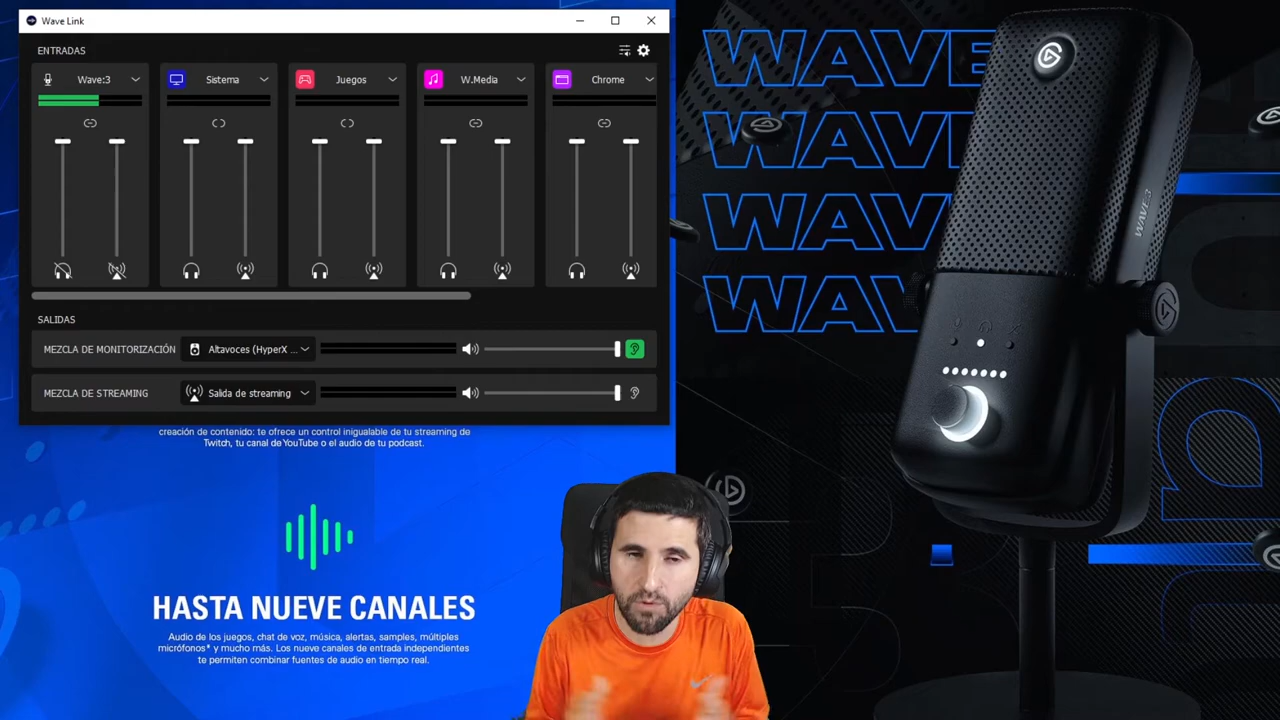 Wave Link
ENTRADAS
Wave:3
Sistema
Juegos
W.Media
Chrome
SALIDAS
MEZCLA DE MONITORIZACIÓN
Altavoces (HyperX ...
MEZCLA DE STREAMING
Salida de streaming
creación de contenido: te ofrece un control inigualable de tu streaming de
Twitch, tu canal de YouTube o el audio de tu podcast.
HASTA NUEVE CANALES
Audio de los juegos, chat de voz, música, alertas, samples, múltiples
micrófonos* y mucho más. Los nueve canales de entrada independientes
te permiten combinar fuentes de audio en tiempo real.
WAVE
WAVE
WAV
WAV
WAVE:3